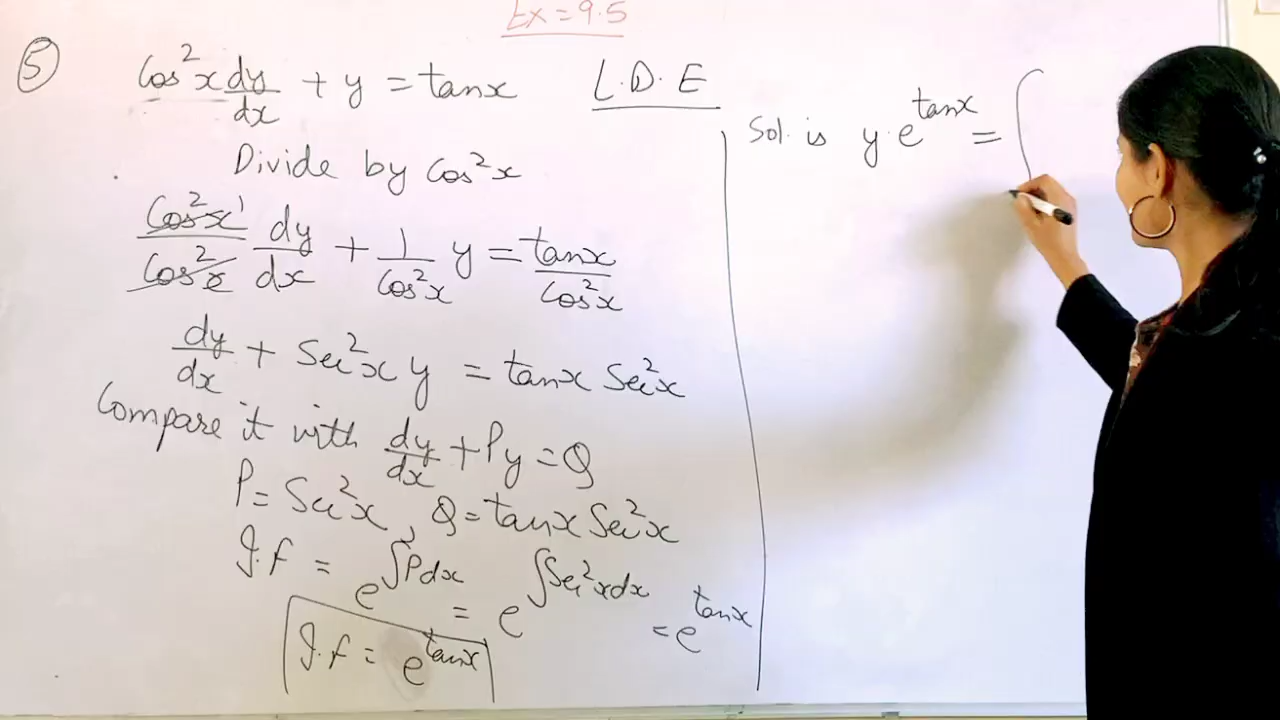 Ex = 9.5
⑤ Cos²x dy/dx + y = tanx L.D.E
Divide by Cos²x
Cos²x¹/Cos²x dy/dx + 1/Cos²x y = tanx/Cos²x
dy/dx + Sec²x y = tanx Sec²x
Compare it with dy/dx + Py = Q
P = Sec²x, Q = tanx Sec²x
I.f = e^∫Pdx = e^∫Sec²xdx = e^tanx
I.f = e^tanx
Sol. is y.e^tanx = ∫